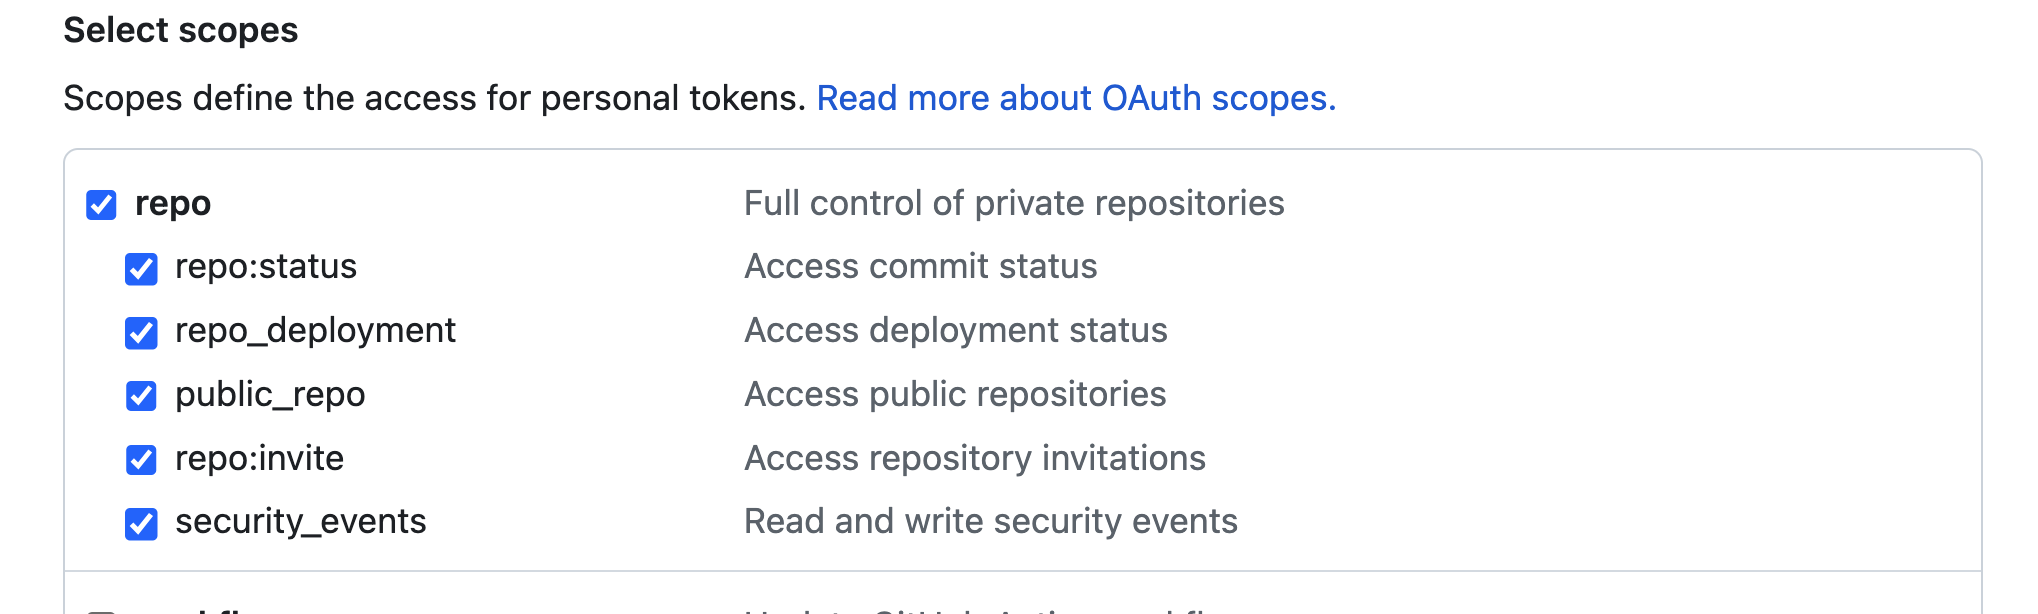 Select scopes
Scopes define the access for personal tokens. Read more about OAuth scopes.
repo Full control of private repositories
repo:status Access commit status
repo_deployment Access deployment status
public_repo Access public repositories
repo:invite Access repository invitations
security_events Read and write security events